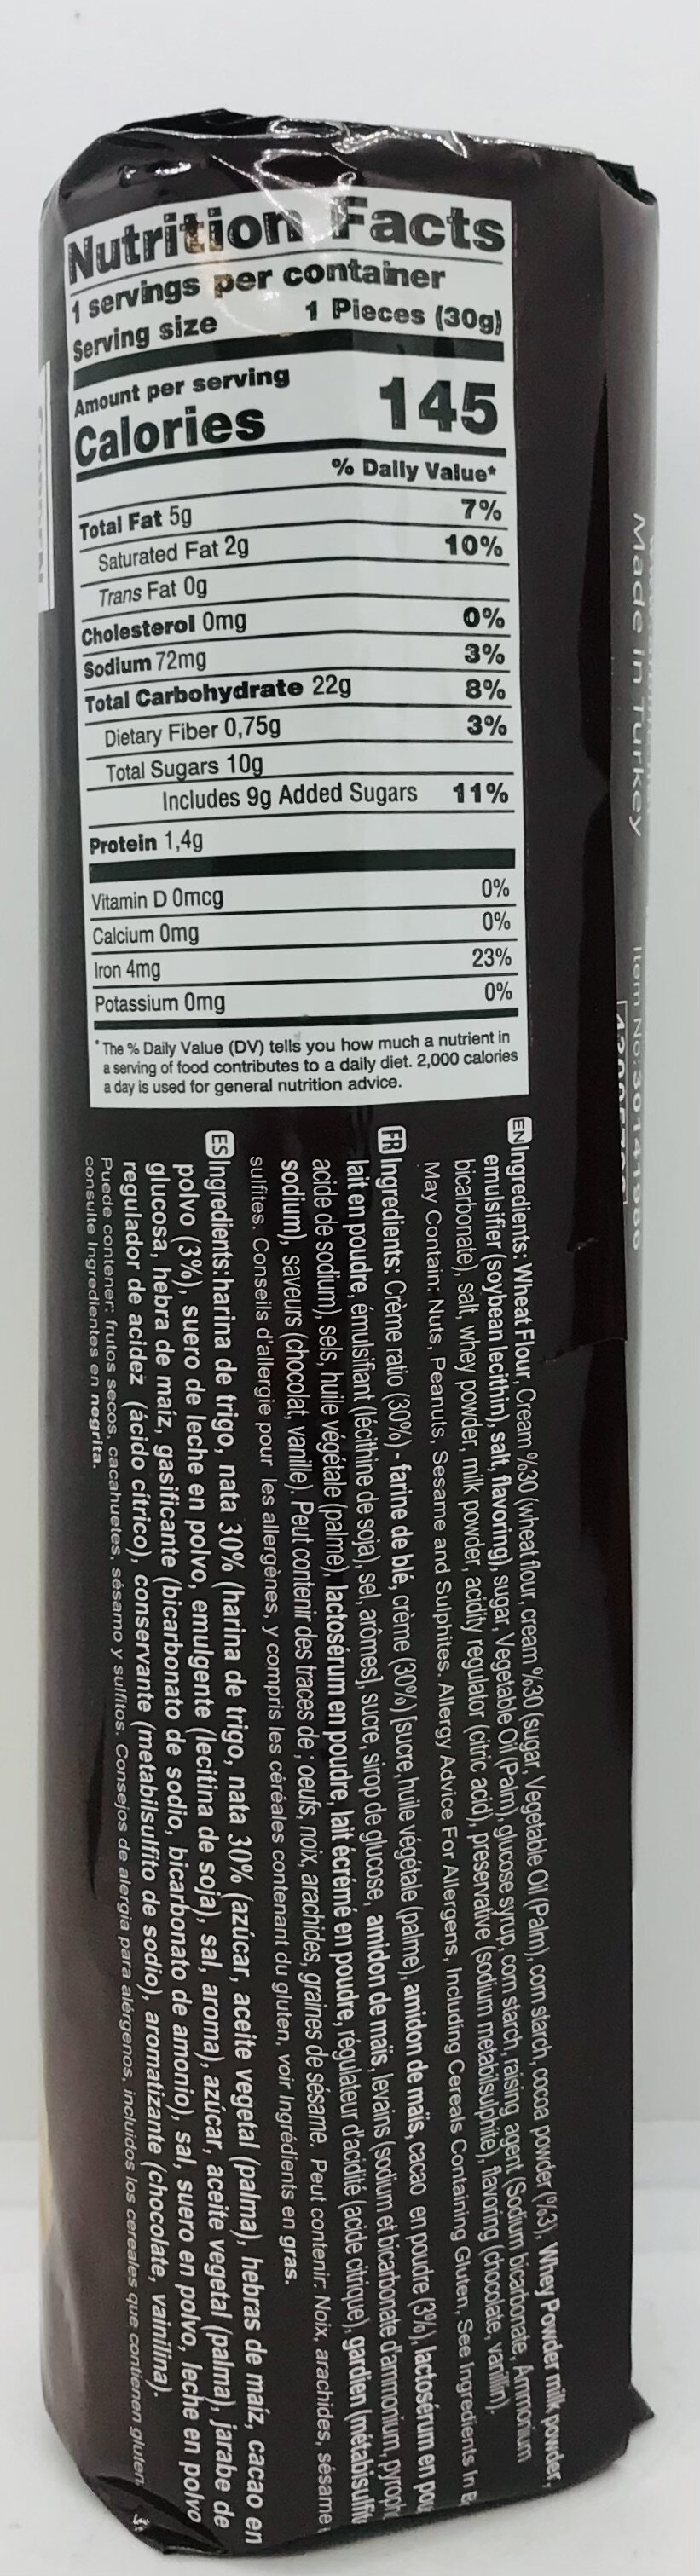 Nutrition Facts
1 servings per container
Serving size 1 Pieces (30g)
Amount per serving
Calories 145
% Daily Value*
Total Fat 5g 7%
Saturated Fat 2g 10%
Trans Fat 0g
Cholesterol 0mg 0%
Sodium 72mg 3%
Total Carbohydrate 22g 8%
Dietary Fiber 0,75g 3%
Total Sugars 10g
Includes 9g Added Sugars 11%
Protein 1,4g
Vitamin D 0mcg 0%
Calcium 0mg 0%
Iron 4mg 23%
Potassium 0mg 0%
*The % Daily Value (DV) tells you how much a nutrient in
a serving of food contributes to a daily diet. 2,000 calories
a day is used for general nutrition advice.
Made in Turkey Item No:
EN Ingredients: Wheat Flour, Cream %30 (wheat flour, cream %30 (sugar, Vegetable Oil (Palm), corn starch, cocoa powder (%3), Whey Powder milk powder,
emulsifier (soybean lecithin), salt, flavoring), sugar, Vegetable Oil (Palm), glucose syrup, corn starch, raising agent (Sodium bicarbonate, Ammonium
bicarbonate), salt, whey powder, milk powder, acidity regulator (citric acid), preservative (sodium metabilsulphite), flavoring (chocolate, vanillin).
May Contain: Nuts, Peanuts, Sesame and Sulphites. Allergy Advice For Allergens, Including Cereals Containing Gluten, See Ingredients In
FR Ingredients: Crème ratio (30%) - farine de blé, crème (30%) [sucre, huile végétale (palme), amidon de maïs, cacao en poudre (3%), lactosérum en
lait en poudre, émulsifiant (lécithine de soja), sel, arômes], sucre, sirop de glucose, amidon de maïs, levains (sodium et bicarbonate d'ammonium,
acide de sodium), sels, huile végétale (palme), lactosérum en poudre, lait écrémé en poudre, régulateur d'acidité (acide citrique), gardien
sodium), saveurs (chocolat, vanille). Peut contenir des traces de ; oeufs, noix, arachides, graines de sésame. Peut contenir: Noix, arachides, sésame
sulfites. Conseils d'allergie pour les allergènes, y compris les céréales contenant du gluten, voir Ingrédients en gras.
ES Ingredients: harina de trigo, nata 30% (harina de trigo, nata 30% (azúcar, aceite vegetal (palma), hebras de maíz, cacao en
polvo (3%), suero de leche en polvo, emulgente (lecitina de soja), sal, aroma), azúcar, aceite vegetal (palma), jarabe de
glucosa, hebra de maíz, gasificante (bicarbonato de sodio, bicarbonato de amonio), sal, suero en polvo, leche en polvo
regulador de acidez (ácido cítrico), conservante (metabilsulfito de sodio), aromatizante (chocolate, vainilina).
Puede contener: frutos secos, cacahuetes, sésamo y sulfitos. Consejos de alergia para alérgenos, incluidos los cereales que contienen gluten,
consulte Ingredientes en negrita.